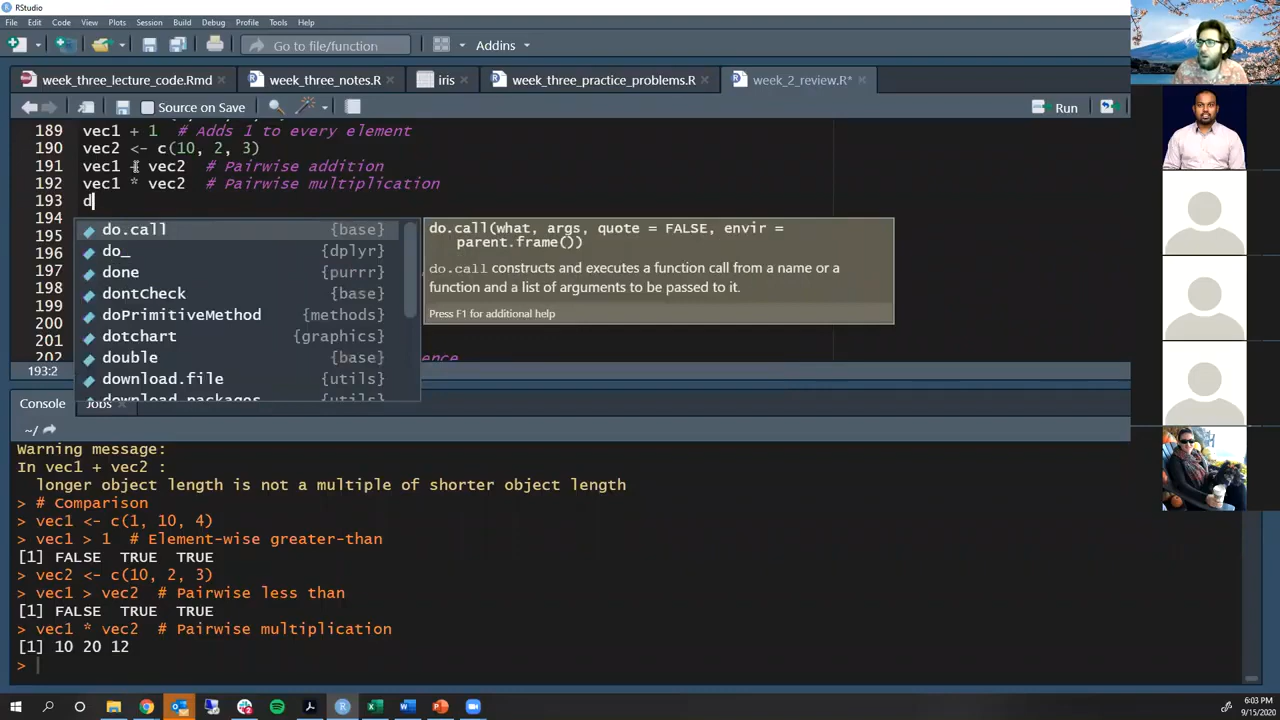 RStudio
File Edit Code View Plots Session Build Debug Profile Tools Help
Go to file/function Addins
week_three_lecture_code.Rmd week_three_notes.R iris week_three_practice_problems.R week_2_review.R*
Source on Save Run
189 vec1 + 1 # Adds 1 to every element
190 vec2 <- c(10, 2, 3)
191 vec1 + vec2 # Pairwise addition
192 vec1 * vec2 # Pairwise multiplication
193 d
194
195
196
197
198
199
200
201
202 ence
do.call {base}
do_ {dplyr}
done {purrr}
dontCheck {base}
doPrimitiveMethod {methods}
dotchart {graphics}
double {base}
download.file {utils}
download.packages {utils}
do.call(what, args, quote = FALSE, envir =
parent.frame())
do.call constructs and executes a function call from a name or a
function and a list of arguments to be passed to it.
Press F1 for additional help
193:2
Console Jobs
~/
Warning message:
In vec1 + vec2 :
longer object length is not a multiple of shorter object length
> # Comparison
> vec1 <- c(1, 10, 4)
> vec1 > 1 # Element-wise greater-than
[1] FALSE TRUE TRUE
> vec2 <- c(10, 2, 3)
> vec1 > vec2 # Pairwise less than
[1] FALSE TRUE TRUE
> vec1 * vec2 # Pairwise multiplication
[1] 10 20 12
>
6:03 PM
9/15/2020